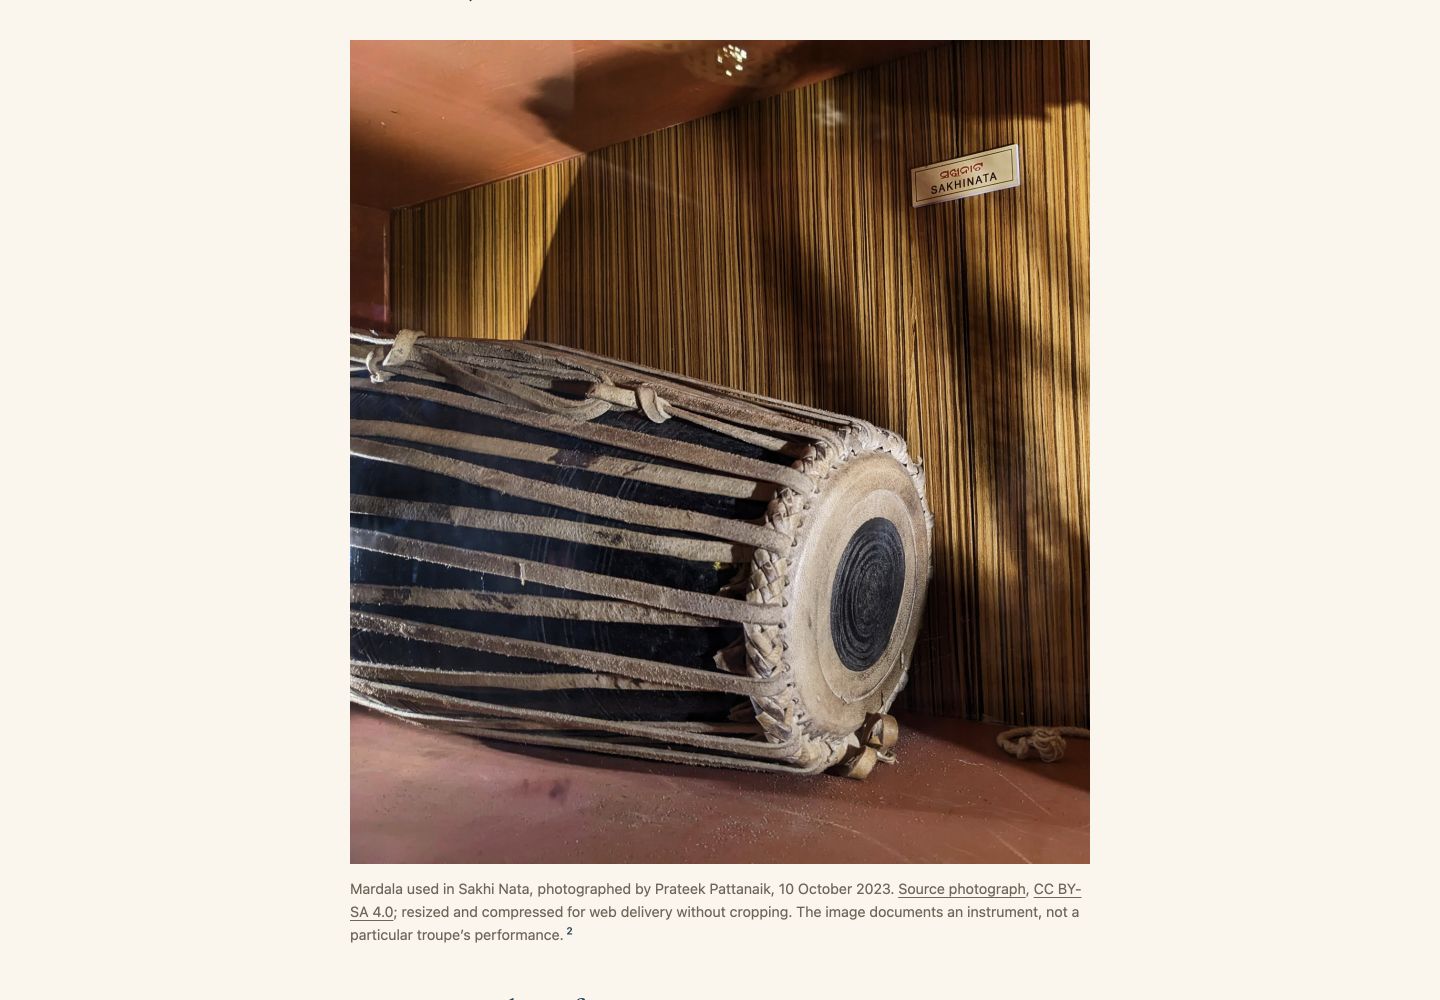 ସଖୀନାଟ
SAKHINATA
Mardala used in Sakhi Nata, photographed by Prateek Pattanaik, 10 October 2023. Source photograph, CC BY-
SA 4.0; resized and compressed for web delivery without cropping. The image documents an instrument, not a
particular troupe’s performance. 2